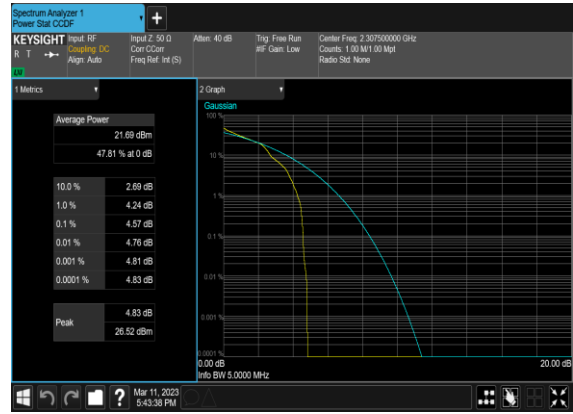 Spectrum Analyzer 1
Power Stat CCDF
KEYSIGHT
R T
LXI
Input: RF
Coupling: DC
Align: Auto
Input Z: 50 Ω
Corr CCorr
Freq Ref: Int (S)
Atten: 40 dB
Trig: Free Run
#IF Gain: Low
Center Freq: 2.307500000 GHz
Counts: 1.00 M/1.00 Mpt
Radio Std: None
1 Metrics
Average Power
21.69 dBm
47.81 % at 0 dB
10.0 % 2.69 dB
1.0 % 4.24 dB
0.1 % 4.57 dB
0.01 % 4.76 dB
0.001 % 4.81 dB
0.0001 % 4.83 dB
Peak
4.83 dB
26.52 dBm
2 Graph
Gaussian
100 %
10 %
1 %
0.1 %
0.01 %
0.001 %
0.0001 %
0.00 dB
20.00 dB
Info BW 5.0000 MHz
?
Mar 11, 2023
5:43:38 PM